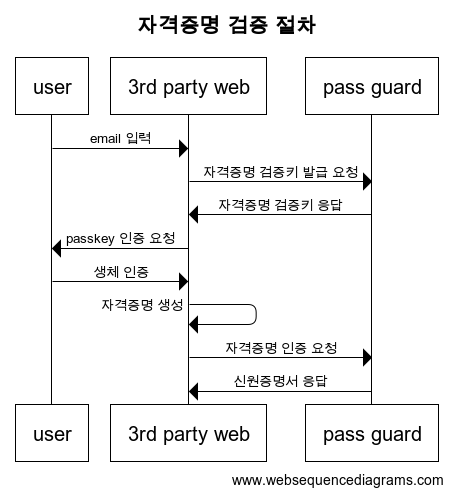 자격증명 검증 절차
user
3rd party web
pass guard
email 입력
자격증명 검증키 발급 요청
자격증명 검증키 응답
passkey 인증 요청
생체 인증
자격증명 생성
자격증명 인증 요청
신원증명서 응답
user
3rd party web
pass guard
www.websequencediagrams.com